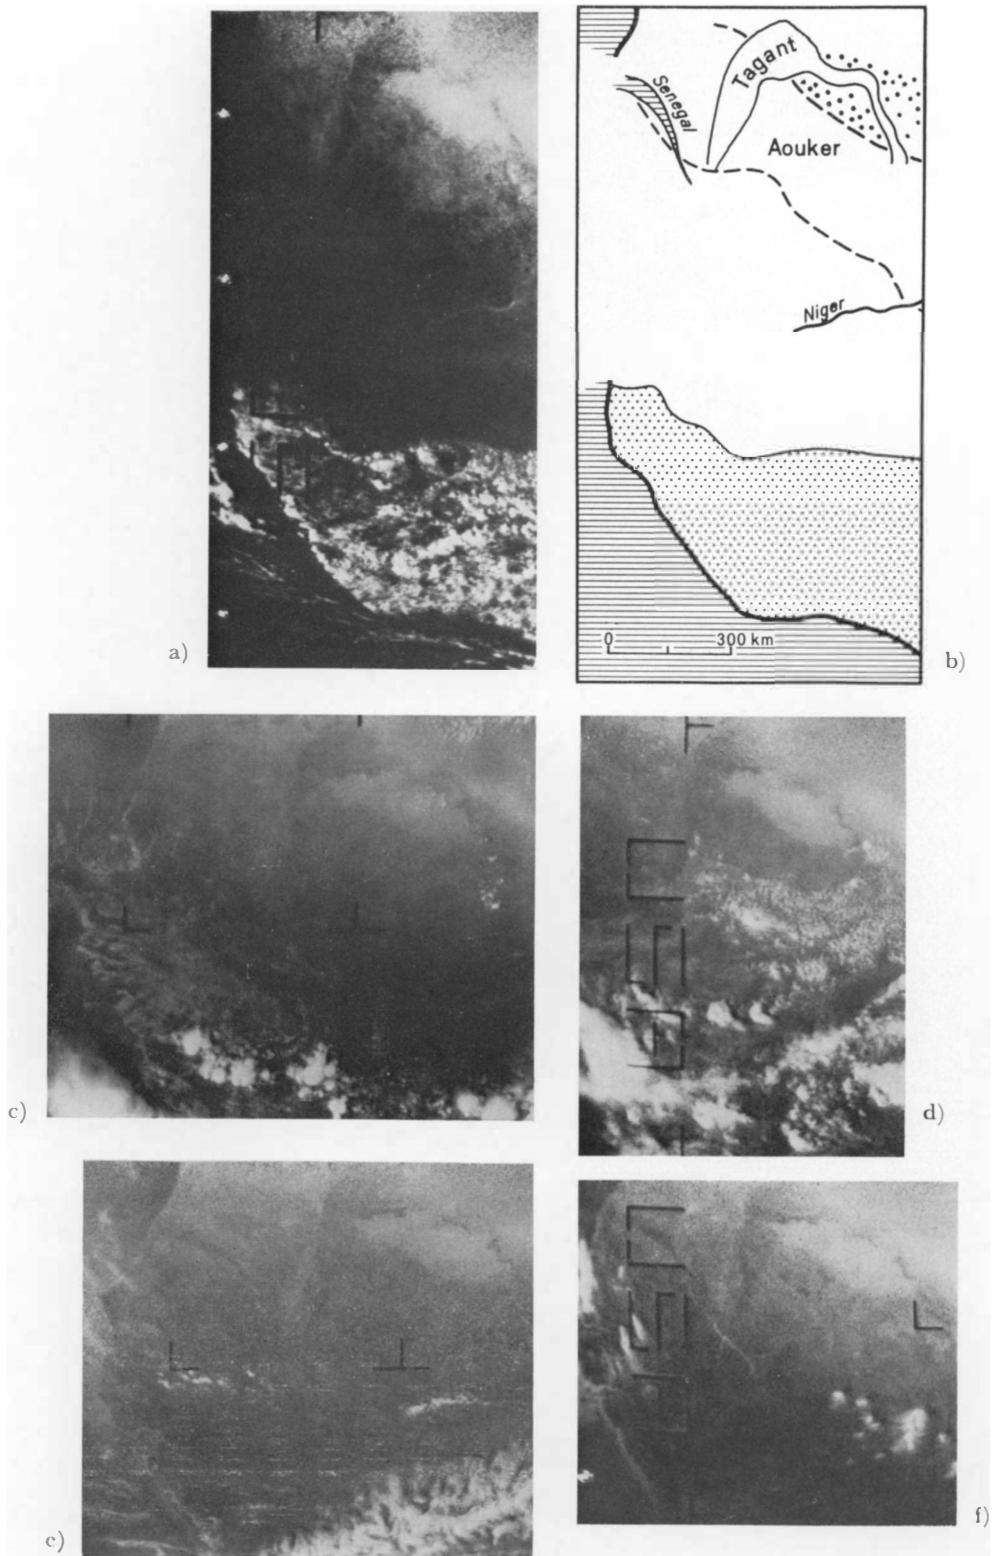 Senegal
Tagant
Aouker
Niger
0 300 km
a)
b)
c)
d)
e)
f)